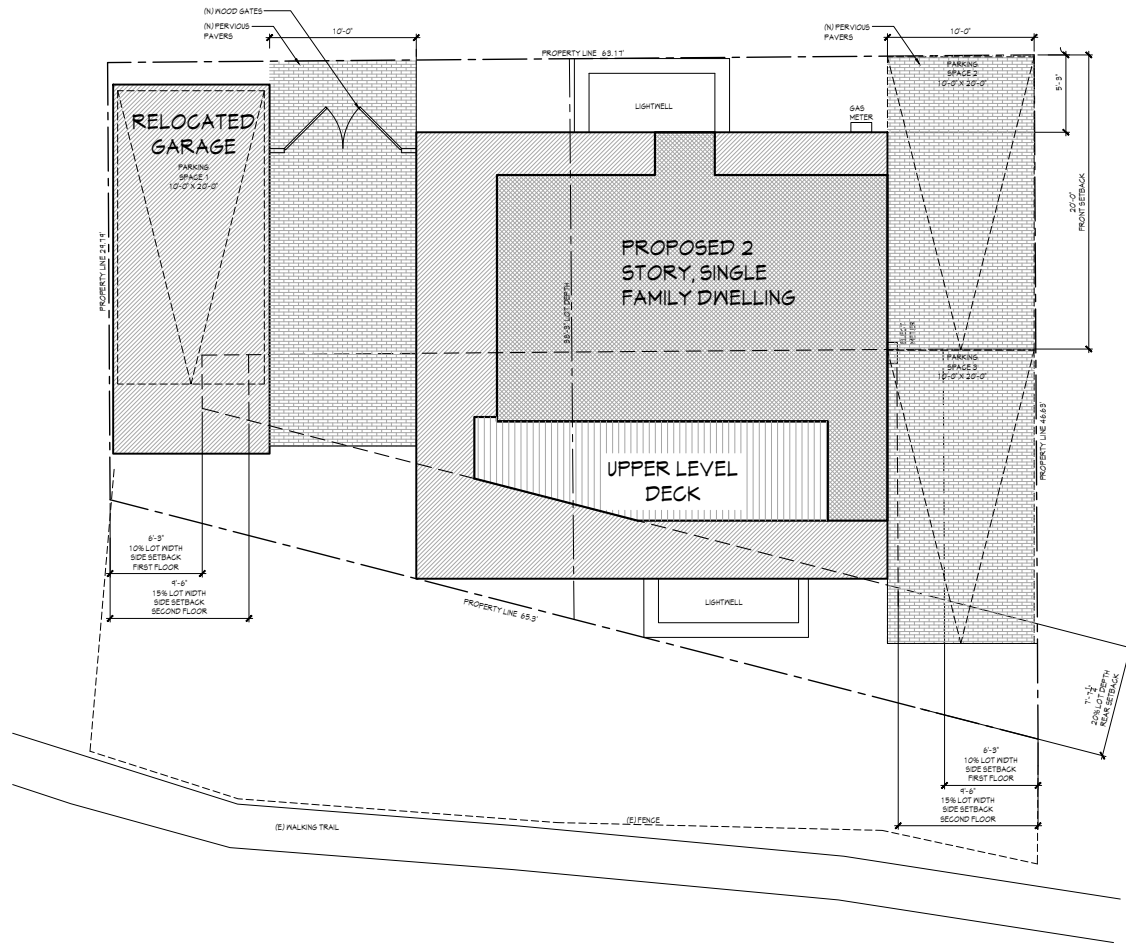 (N) WOOD GATES
(N) PERVIOUS
PAVERS
10'-0"
PROPERTY LINE 63.17'
(N) PERVIOUS
PAVERS
10'-0"
PARKING
SPACE 2
10'-0" X 20'-0"
5'-3"
LIGHTWELL
GAS
METER
RELOCATED
GARAGE
PARKING
SPACE 1
10'-0" X 20'-0"
20'-0"
FRONT SETBACK
PROPERTY LINE 29.79'
PROPOSED 2
STORY, SINGLE
FAMILY DWELLING
38'-3" LOT DEPTH
ELECT
METER
PARKING
SPACE 3
10'-0" X 20'-0"
PROPERTY LINE 46.63'
UPPER LEVEL
DECK
6'-3"
10% LOT WIDTH
SIDE SETBACK
FIRST FLOOR
9'-6"
15% LOT WIDTH
SIDE SETBACK
SECOND FLOOR
PROPERTY LINE 65.3'
LIGHTWELL
20% LOT DEPTH
REAR SETBACK
6'-3"
10% LOT WIDTH
SIDE SETBACK
FIRST FLOOR
9'-6"
15% LOT WIDTH
SIDE SETBACK
SECOND FLOOR
(E) WALKING TRAIL
(E) FENCE